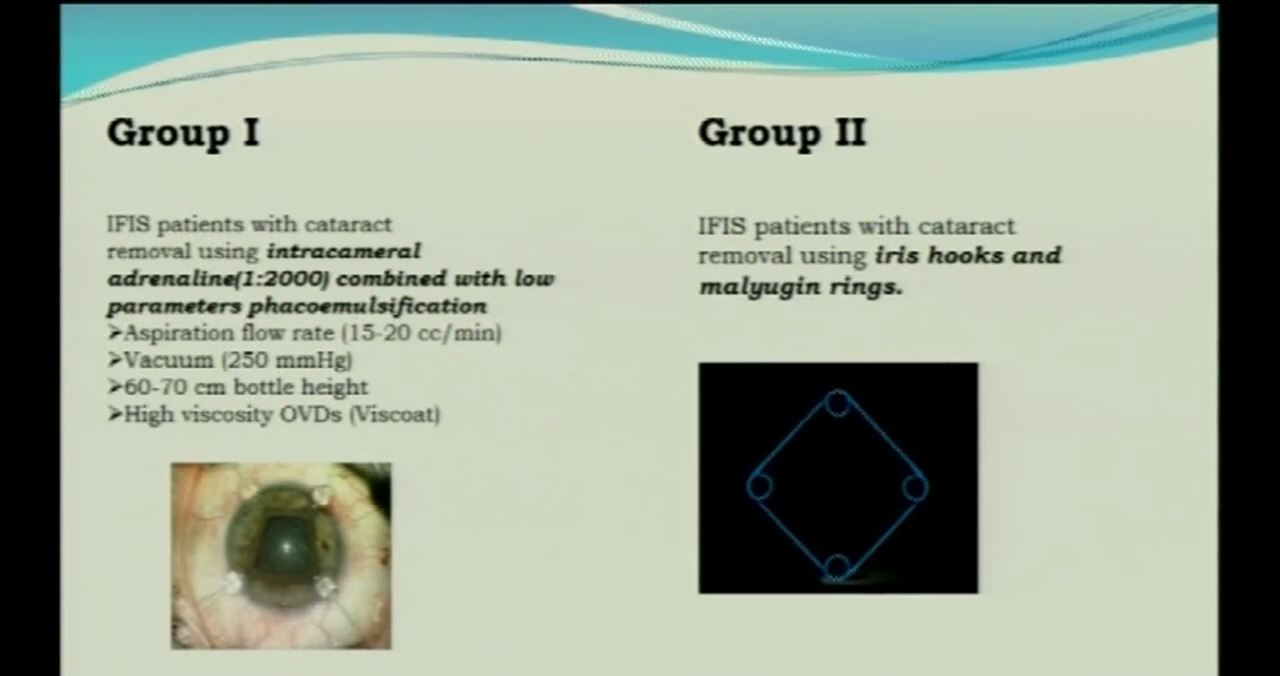 Group I
IFIS patients with cataract
removal using intracameral
adrenaline(1:2000) combined with low
parameters phacoemulsification
➢Aspiration flow rate (15-20 cc/min)
➢Vacuum (250 mmHg)
➢60-70 cm bottle height
➢High viscosity OVDs (Viscoat)
Group II
IFIS patients with cataract
removal using iris hooks and
malyugin rings.